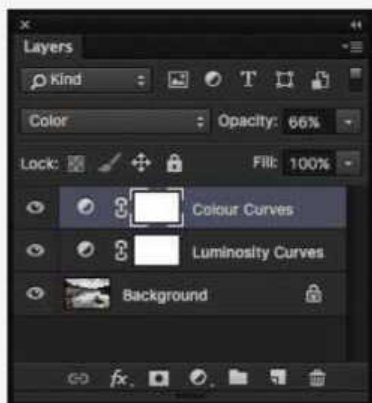 Layers
Kind
Color Opacity: 66%
Lock: Fill: 100%
Colour Curves
Luminosity Curves
Background
fx